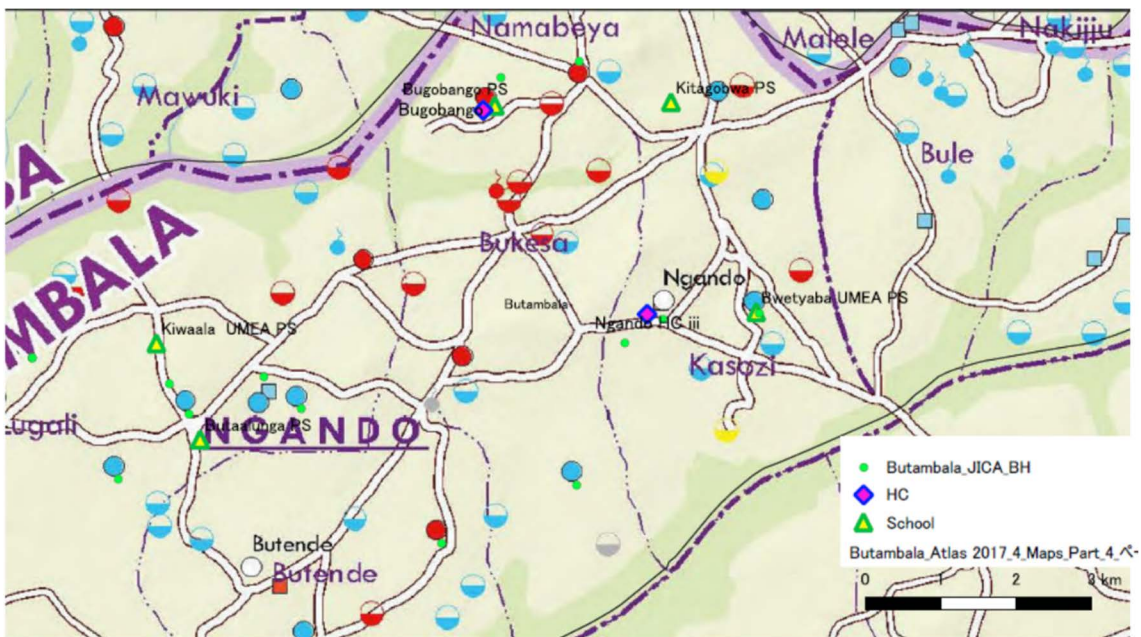 Namabeya
Malele
Nakijju
Mawuki
Bugobango PS
Bugobango
Kitagobwa PS
Bule
BA
MBALA
Bukesa
Ngando
Butambala
Bwetyaba UMEA PS
Ngando HC iii
Kiwaala UMEA PS
Kasozi
ugali
Butaalunga PS
NGANDO
Butende
Butende
Butambala_JICA_BH
HC
School
Butambala_Atlas 2017_4_Maps_Part_4_ペー
0 1 2 3 km